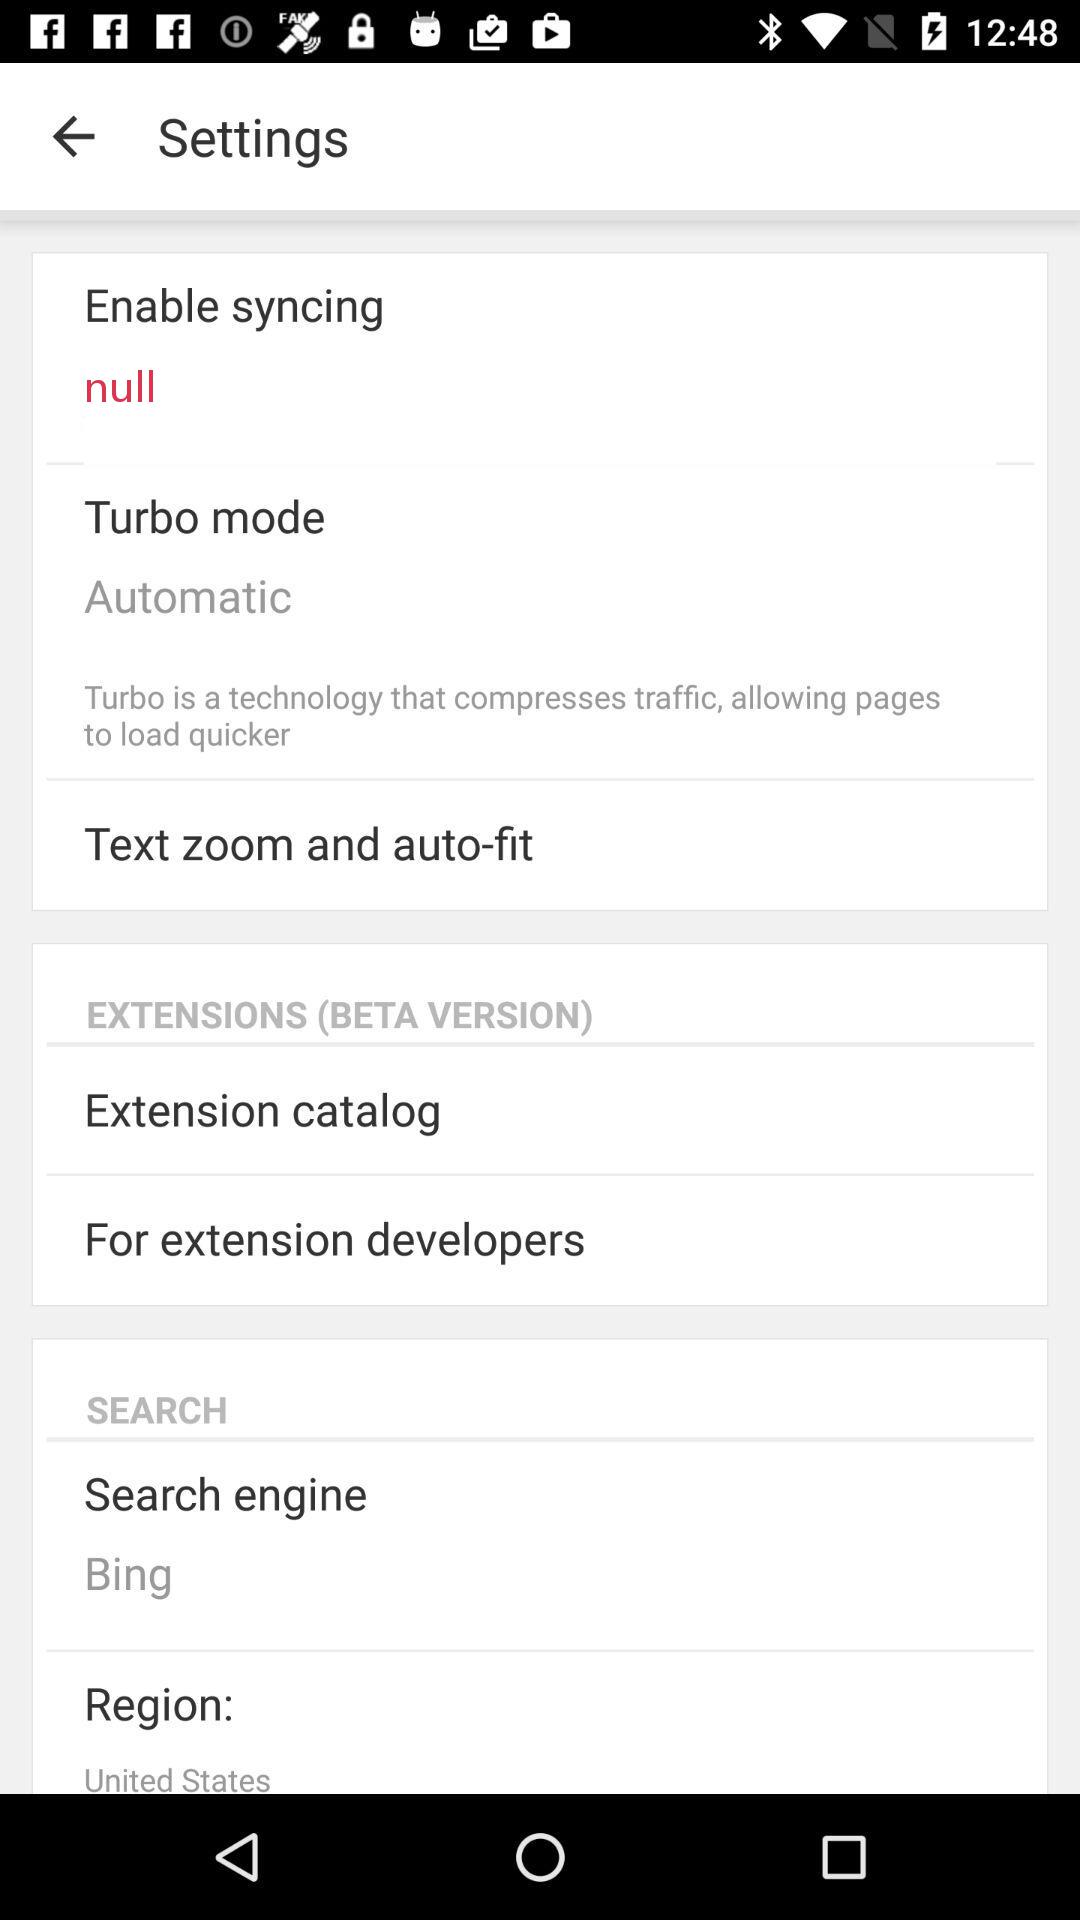 FAKE
12:48
Settings
Enable syncing
null
Turbo mode
Automatic
Turbo is a technology that compresses traffic, allowing pages
to load quicker
Text zoom and auto-fit
EXTENSIONS (BETA VERSION)
Extension catalog
For extension developers
SEARCH
Search engine
Bing
Region:
United States